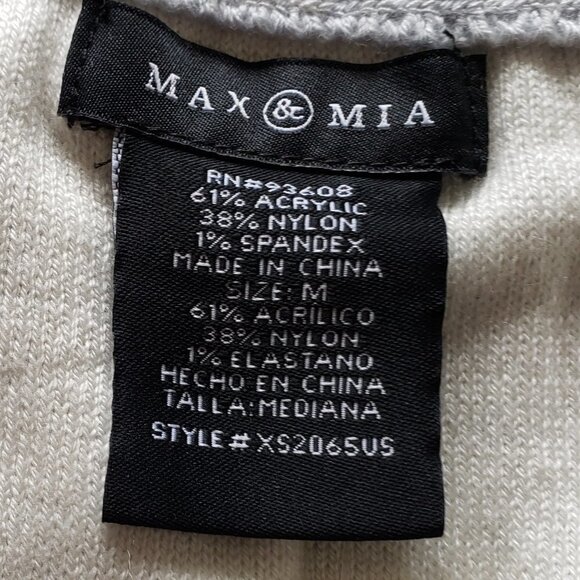 MAX & MIA
RN#93608
61% ACRYLIC
38% NYLON
1% SPANDEX
MADE IN CHINA
SIZE: M
61% ACRILICO
38% NYLON
1% ELASTANO
HECHO EN CHINA
TALLA:MEDIANA
STYLE# XS2065US